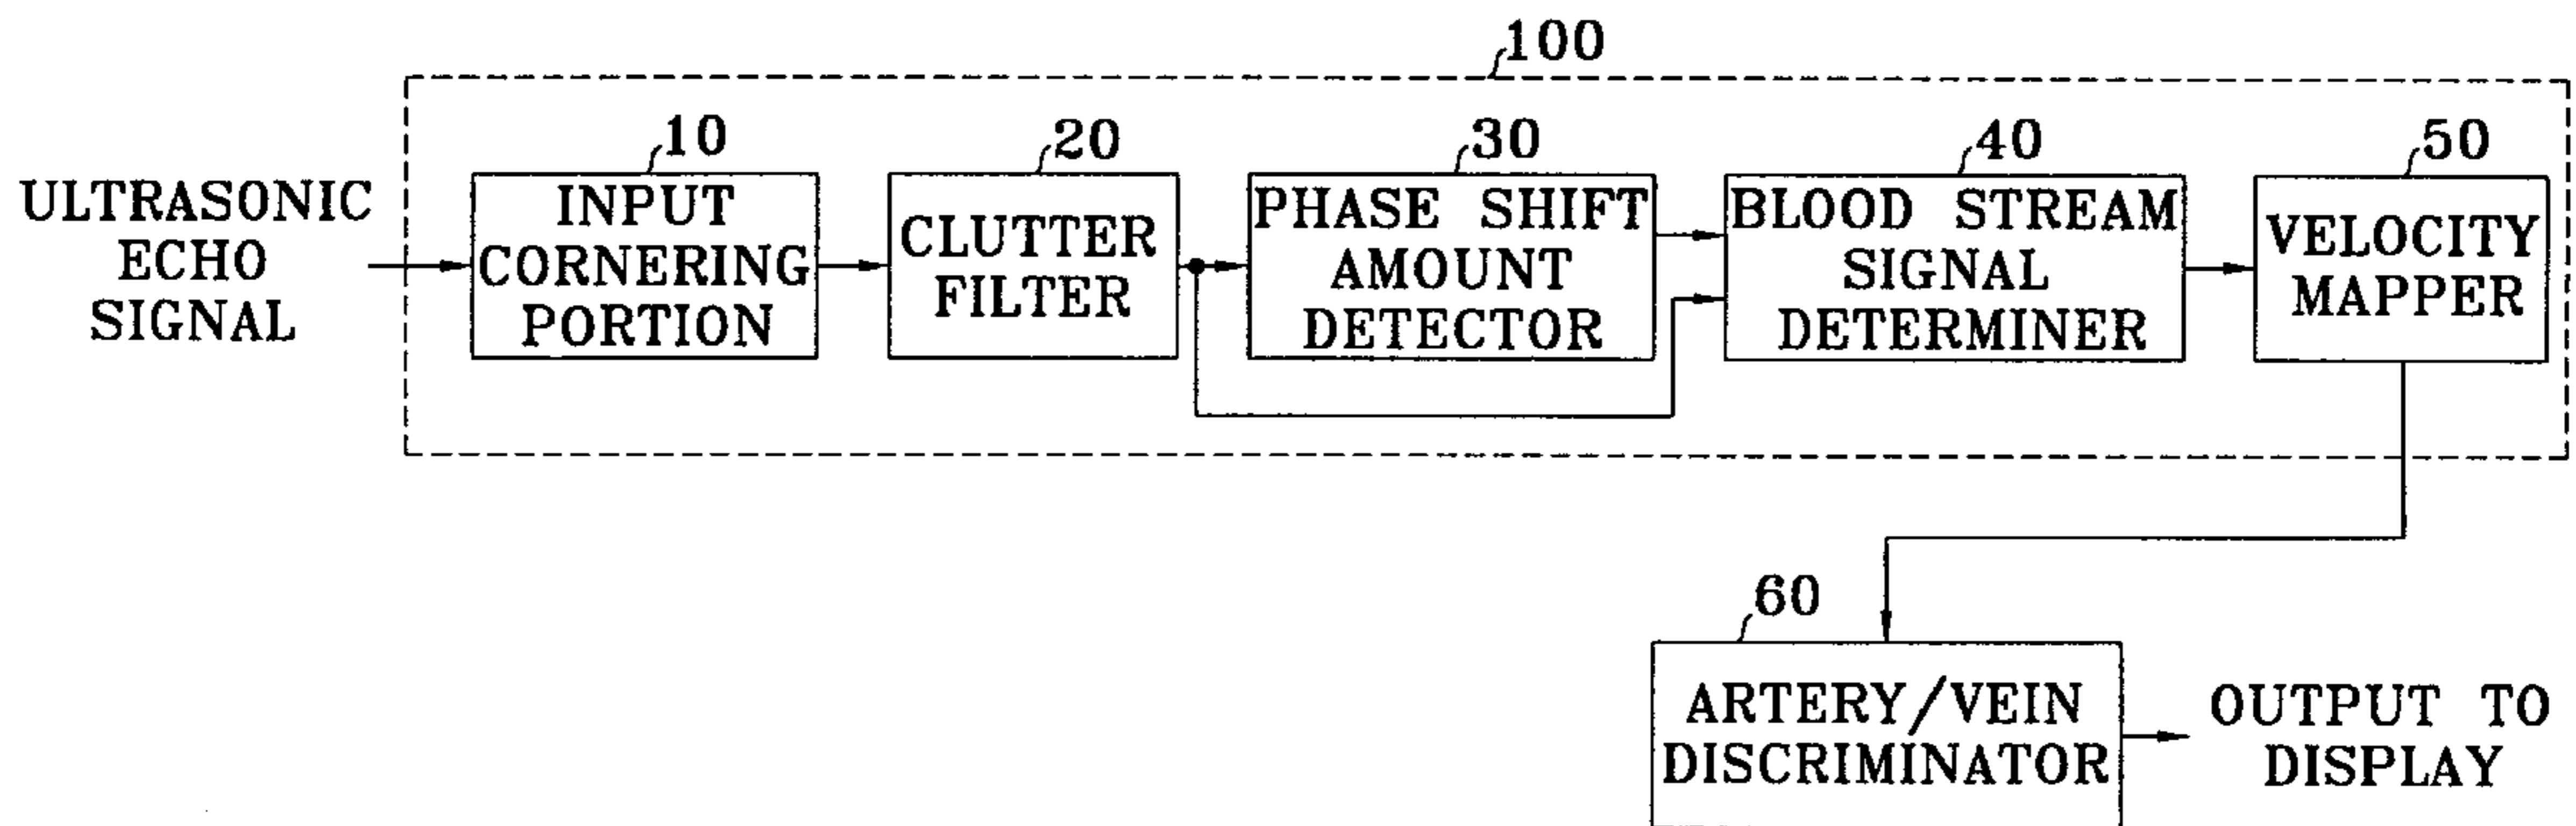 100
10
20
30
40
50
ULTRASONIC
ECHO
SIGNAL
INPUT
CORNERING
PORTION
CLUTTER
FILTER
PHASE SHIFT
AMOUNT
DETECTOR
BLOOD STREAM
SIGNAL
DETERMINER
VELOCITY
MAPPER
60
ARTERY/VEIN
DISCRIMINATOR
OUTPUT TO
DISPLAY